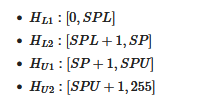 • H_{L1} : [0, SPL]
• H_{L2} : [SPL + 1, SP]
• H_{U1} : [SP + 1, SPU]
• H_{U2} : [SPU + 1, 255]